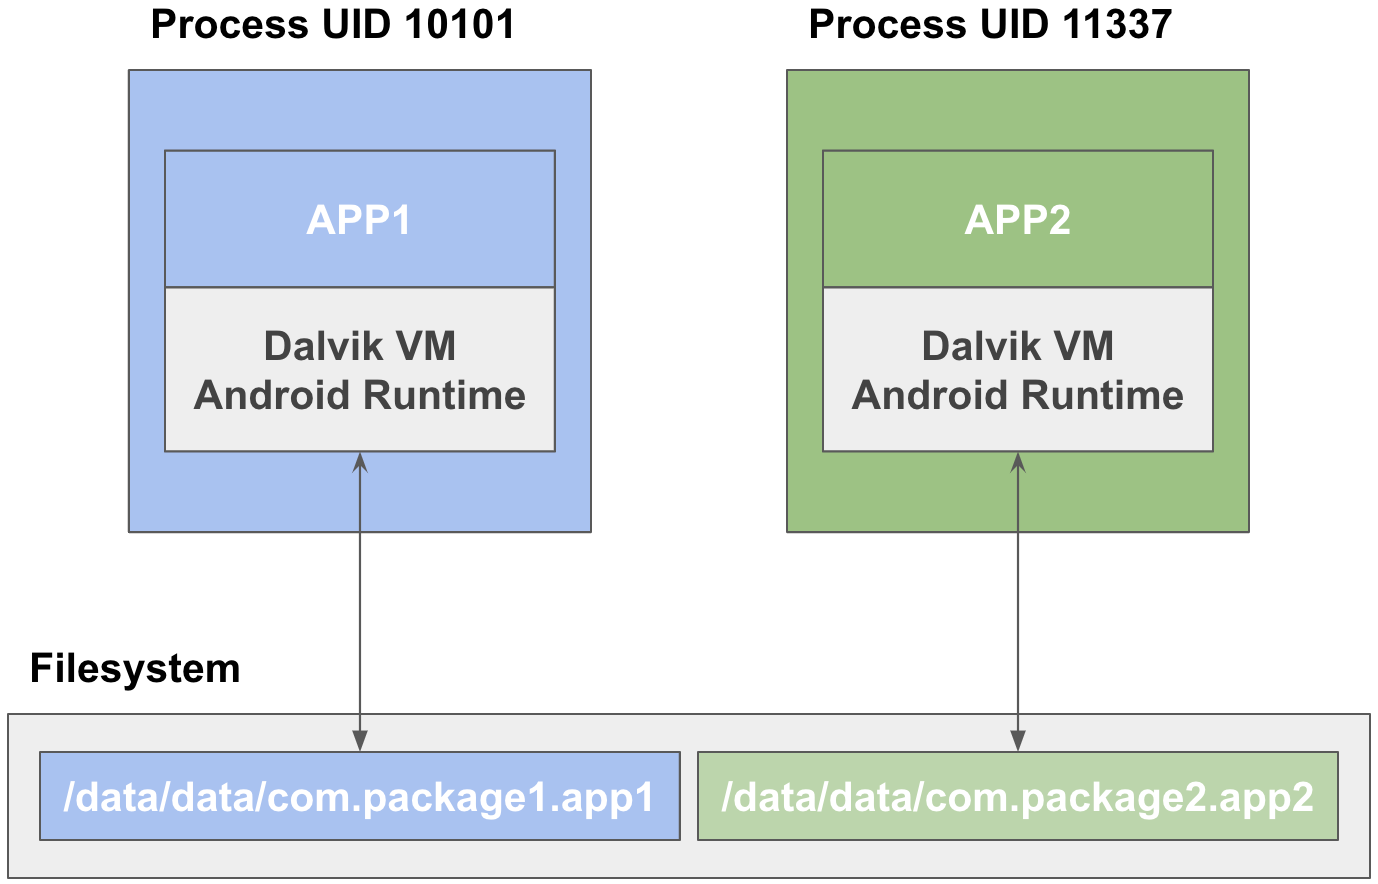 Process UID 10101
Process UID 11337
APP1
APP2
Dalvik VM
Android Runtime
Dalvik VM
Android Runtime
Filesystem
/data/data/com.package1.app1
/data/data/com.package2.app2